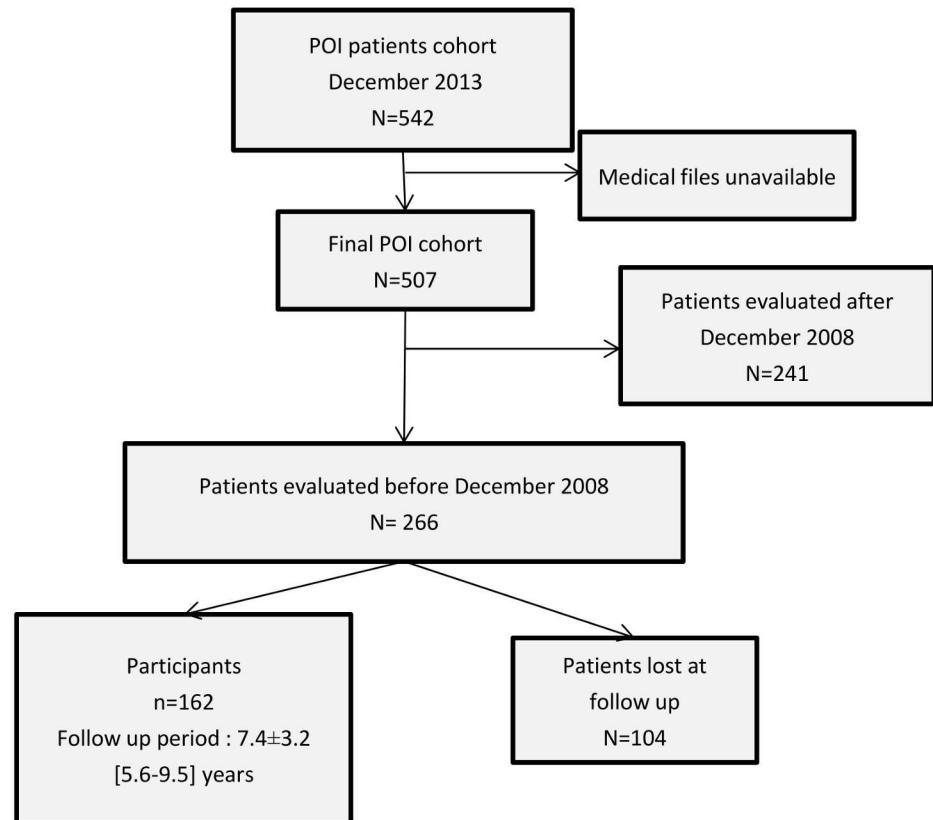 POI patients cohort
December 2013
N=542
Medical files unavailable
Final POI cohort
N=507
Patients evaluated after
December 2008
N=241
Patients evaluated before December 2008
N= 266
Participants
n=162
Follow up period : 7.4±3.2
[5.6-9.5] years
Patients lost at
follow up
N=104